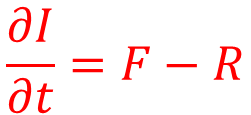 ∂I/∂t = F − R